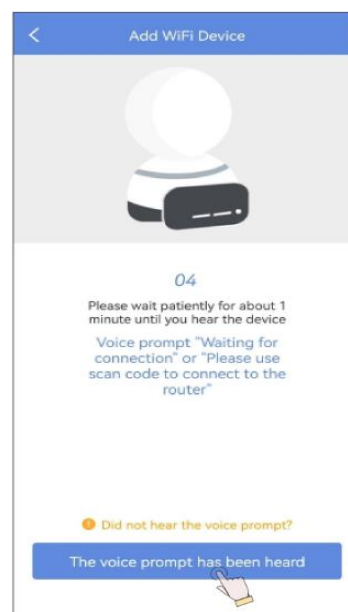 Add WiFi Device
04
Please wait patiently for about 1
minute until you hear the device
Voice prompt "Waiting for
connection" or "Please use
scan code to connect to the
router"
Did not hear the voice prompt?
The voice prompt has been heard